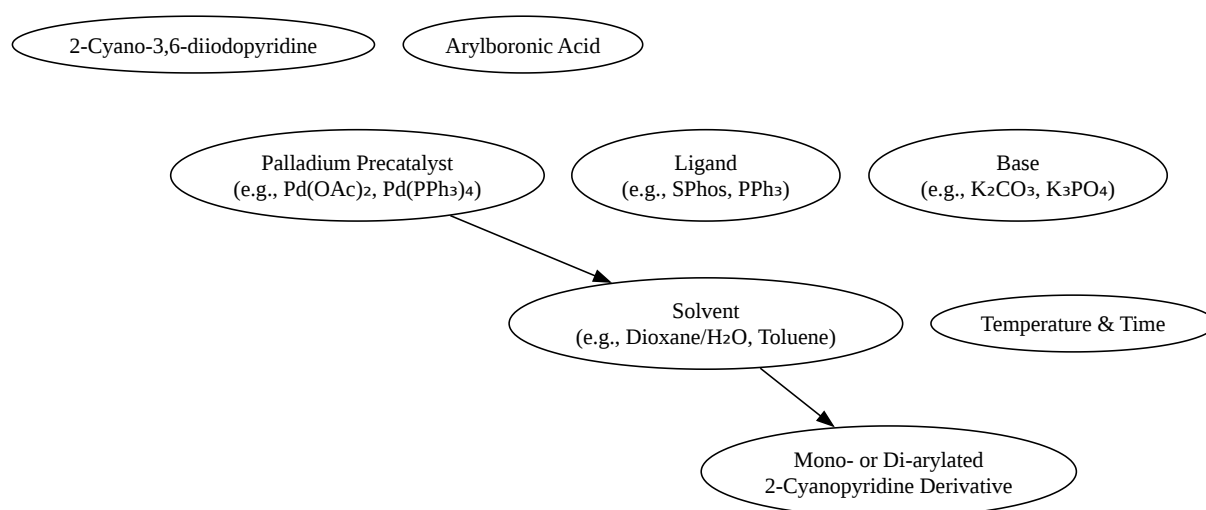 2-Cyano-3,6-diiodopyridine
Arylboronic Acid
Palladium Precatalyst
(e.g., Pd(OAc)₂, Pd(PPh₃)₄)
Ligand
(e.g., SPhos, PPh₃)
Base
(e.g., K₂CO₃, K₃PO₄)
Solvent
(e.g., Dioxane/H₂O, Toluene)
Temperature & Time
Mono- or Di-arylated
2-Cyanopyridine Derivative